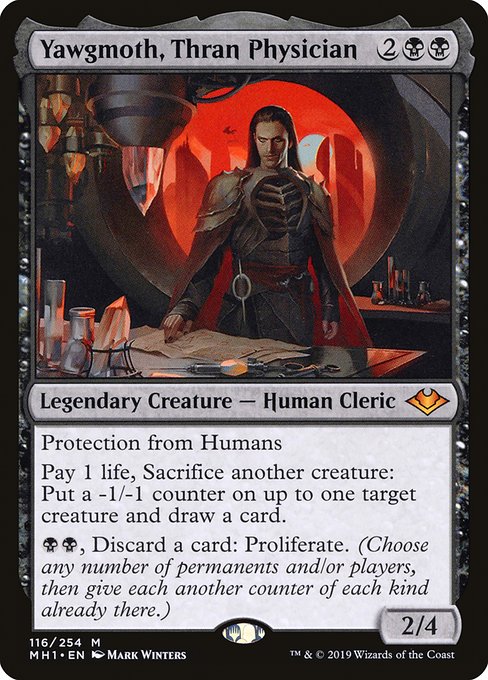 Yawgmoth, Thran Physician 2
Legendary Creature — Human Cleric
Protection from Humans
Pay 1 life, Sacrifice another creature:
Put a -1/-1 counter on up to one target
creature and draw a card.
, Discard a card: Proliferate. (Choose
any number of permanents and/or players,
then give each another counter of each kind
already there.)
2/4
116/254 M
MH1 • EN Mark Winters
™ & © 2019 Wizards of the Coast